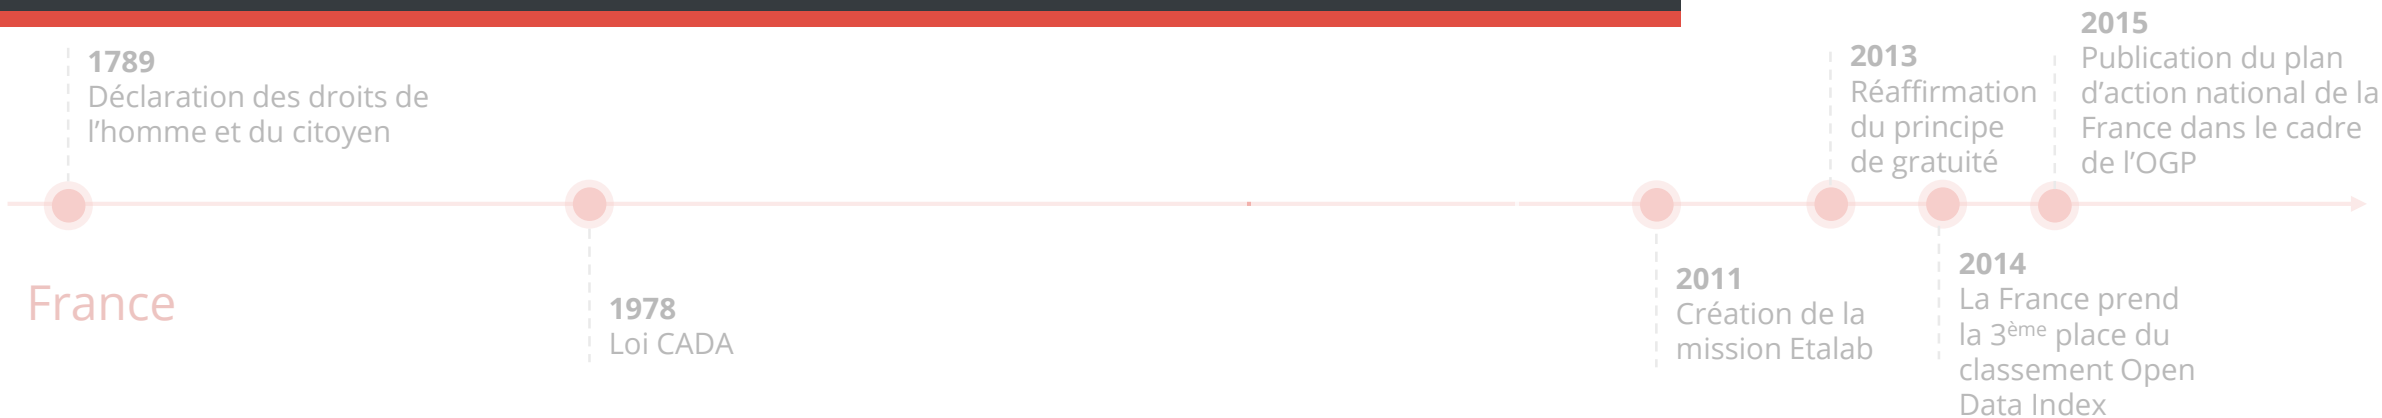 1789
Déclaration des droits de
l’homme et du citoyen
France
1978
Loi CADA
2011
Création de la
mission Etalab
2013
Réaffirmation
du principe
de gratuité
2014
La France prend
la 3ème place du
classement Open
Data Index
2015
Publication du plan
d’action national de la
France dans le cadre
de l’OGP